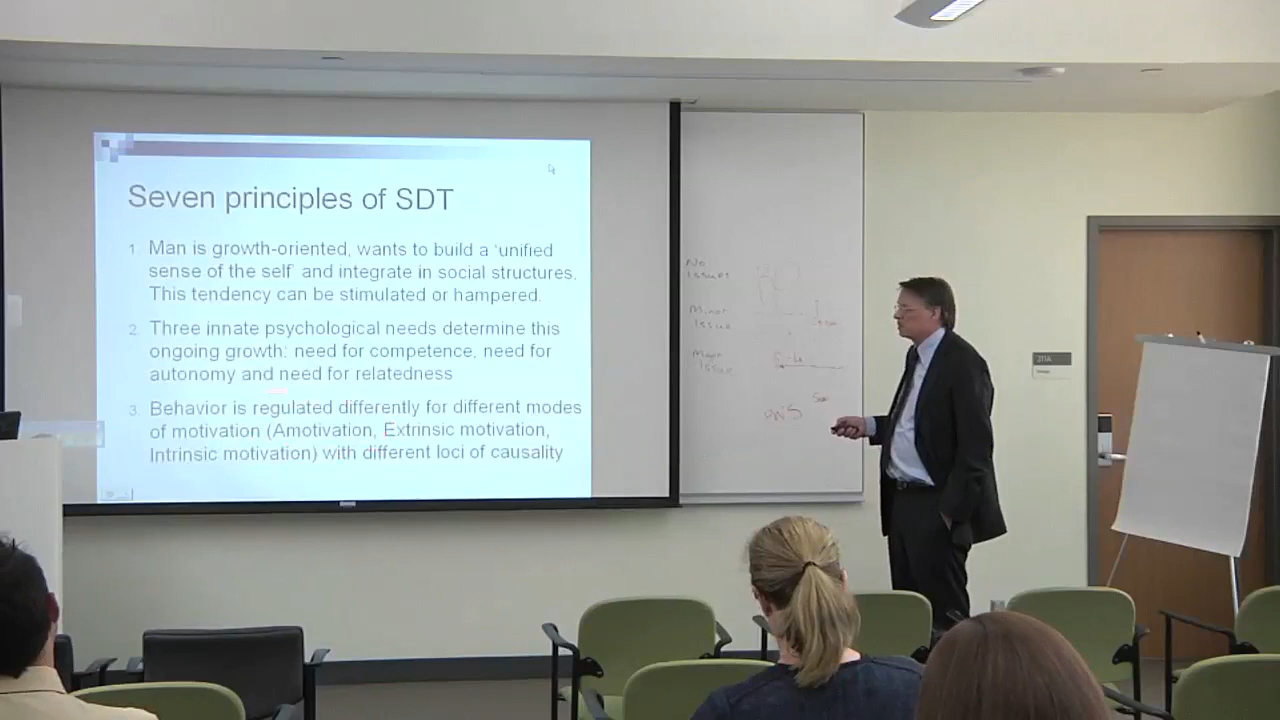 Seven principles of SDT
1. Man is growth-oriented, wants to build a 'unified
sense of the self' and integrate in social structures.
This tendency can be stimulated or hampered.
2. Three innate psychological needs determine this
ongoing growth: need for competence, need for
autonomy and need for relatedness
3. Behavior is regulated differently for different modes
of motivation (Amotivation, Extrinsic motivation,
Intrinsic motivation) with different loci of causality
No
Issues
Minor
Issue
Major
Issue